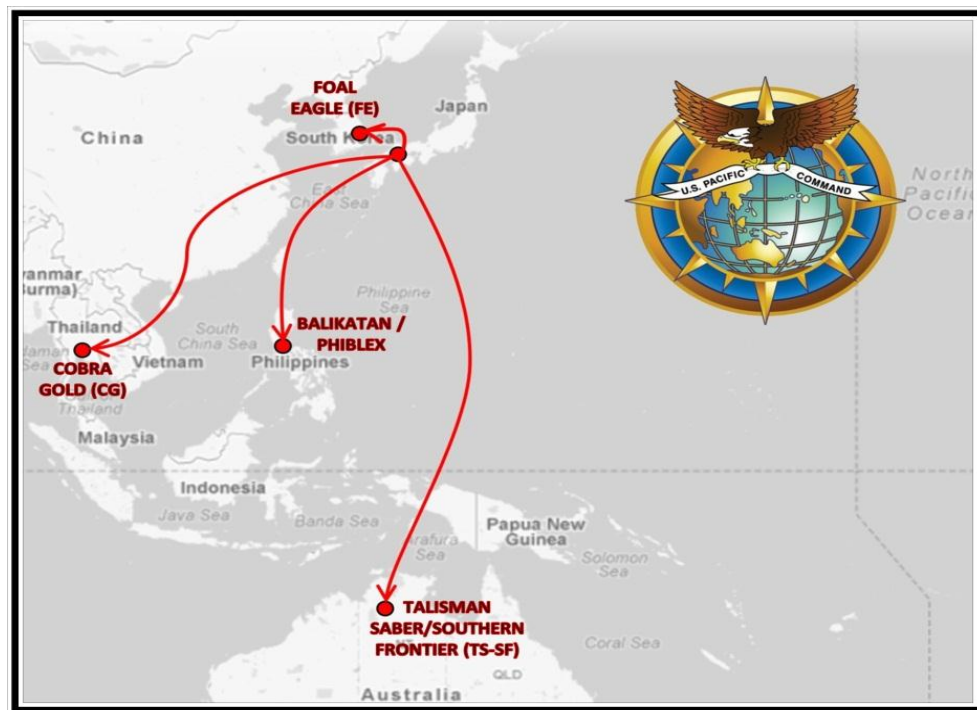 FOAL
EAGLE (FE)
Japan
China
South Korea
U.S. PACIFIC COMMAND
North
Pacific
Ocean
East
China Sea
Philippine
Sea
Thailand
South
China Sea
BALIKATAN /
PHIBLEX
Vietnam
Philippines
COBRA
GOLD (CG)
Thailand
Malaysia
Indonesia
Java Sea
Banda Sea
Papua New
Guinea
Arafura
Sea
Solomon
Sea
TALISMAN
SABER/SOUTHERN
FRONTIER (TS-SF)
Coral Sea
QLD
Australia